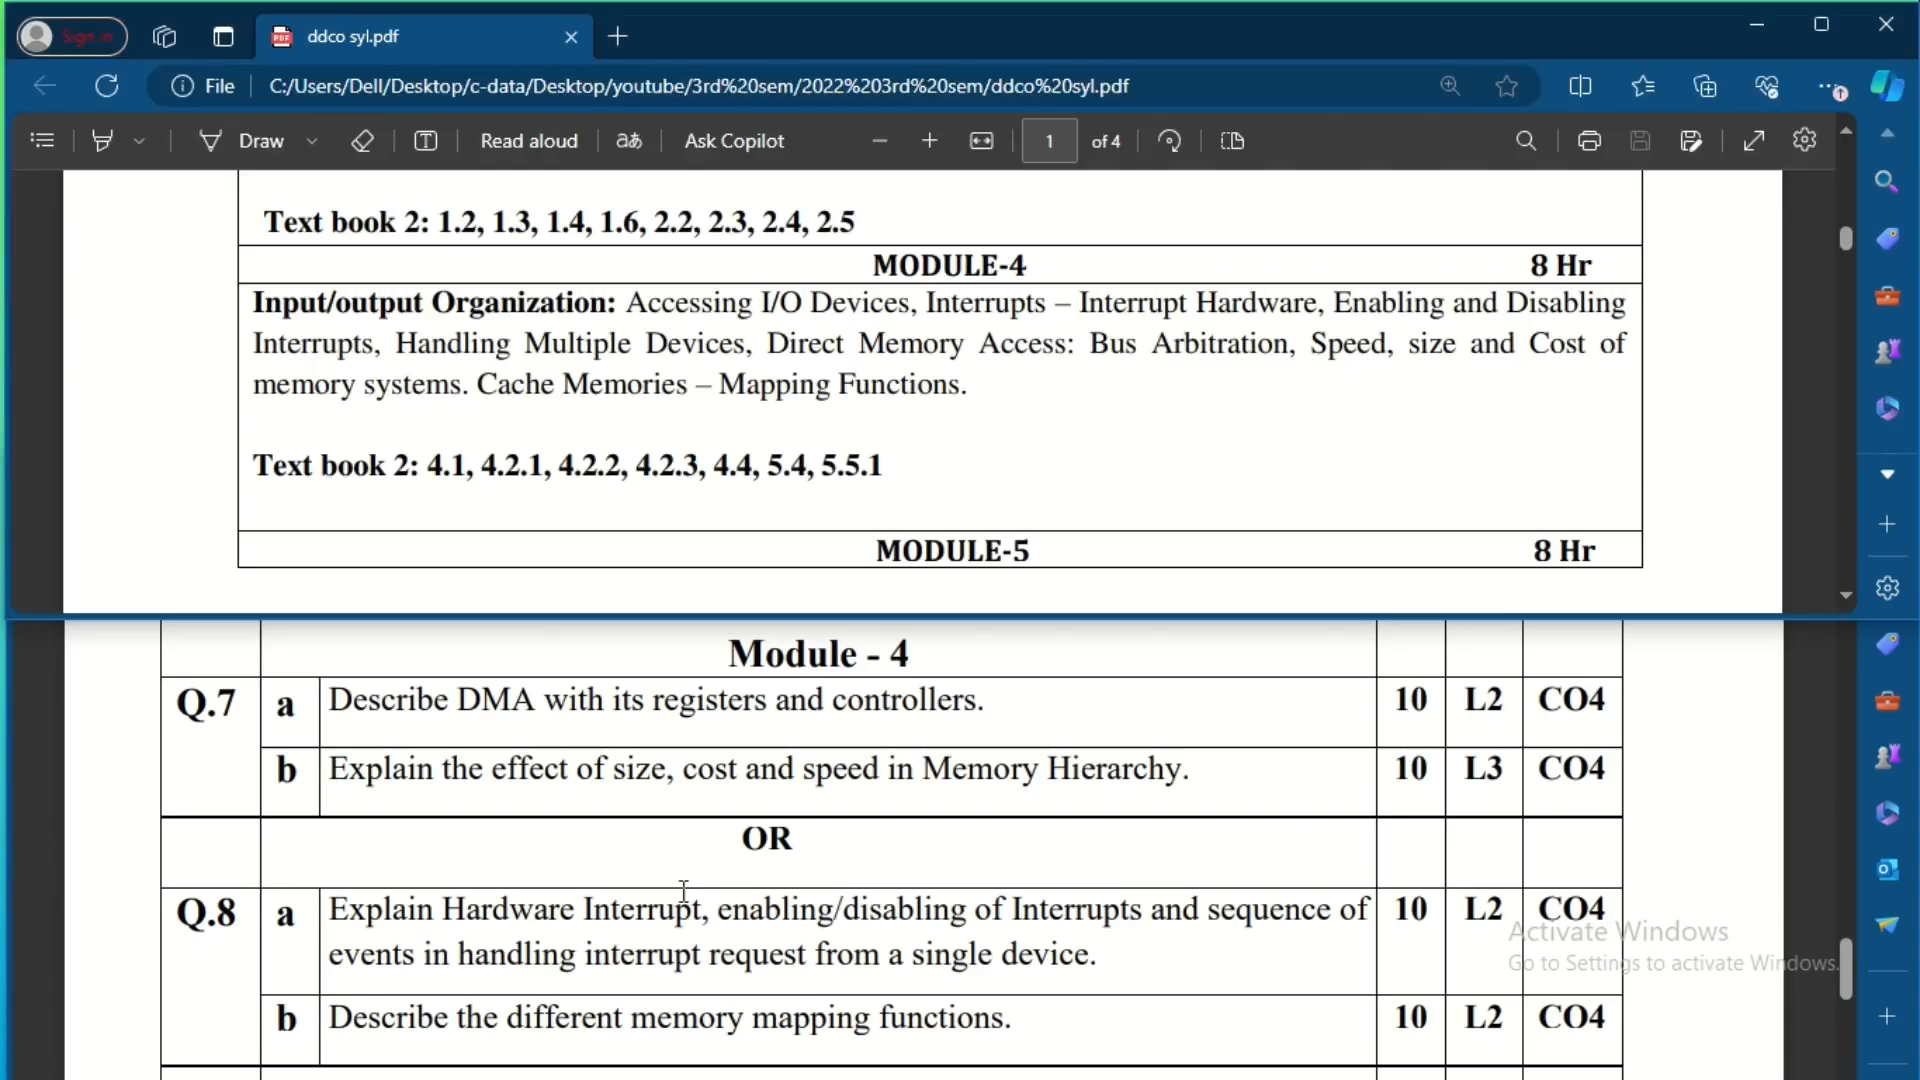 Sign in
ddco syl.pdf
File
C:/Users/Dell/Desktop/c-data/Desktop/youtube/3rd%20sem/2022%203rd%20sem/ddco%20syl.pdf
Draw
Read aloud
aあ
Ask Copilot
1
of 4
Text book 2: 1.2, 1.3, 1.4, 1.6, 2.2, 2.3, 2.4, 2.5
MODULE-4 8 Hr
Input/output Organization: Accessing I/O Devices, Interrupts – Interrupt Hardware, Enabling and Disabling
Interrupts, Handling Multiple Devices, Direct Memory Access: Bus Arbitration, Speed, size and Cost of
memory systems. Cache Memories – Mapping Functions.
Text book 2: 4.1, 4.2.1, 4.2.2, 4.2.3, 4.4, 5.4, 5.5.1
MODULE-5 8 Hr
Module - 4
Q.7 a Describe DMA with its registers and controllers. 10 L2 CO4
b Explain the effect of size, cost and speed in Memory Hierarchy. 10 L3 CO4
OR
Q.8 a Explain Hardware Interrupt, enabling/disabling of Interrupts and sequence of 10 L2 CO4
events in handling interrupt request from a single device.
b Describe the different memory mapping functions. 10 L2 CO4
Activate Windows
Go to Settings to activate Windows.